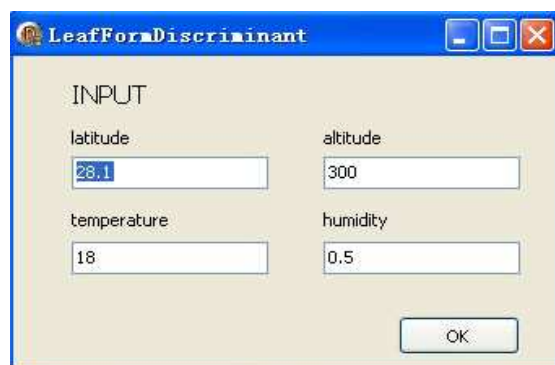 LeafFormDiscriminant
INPUT
latitude altitude
28.1 300
temperature humidity
18 0.5
OK